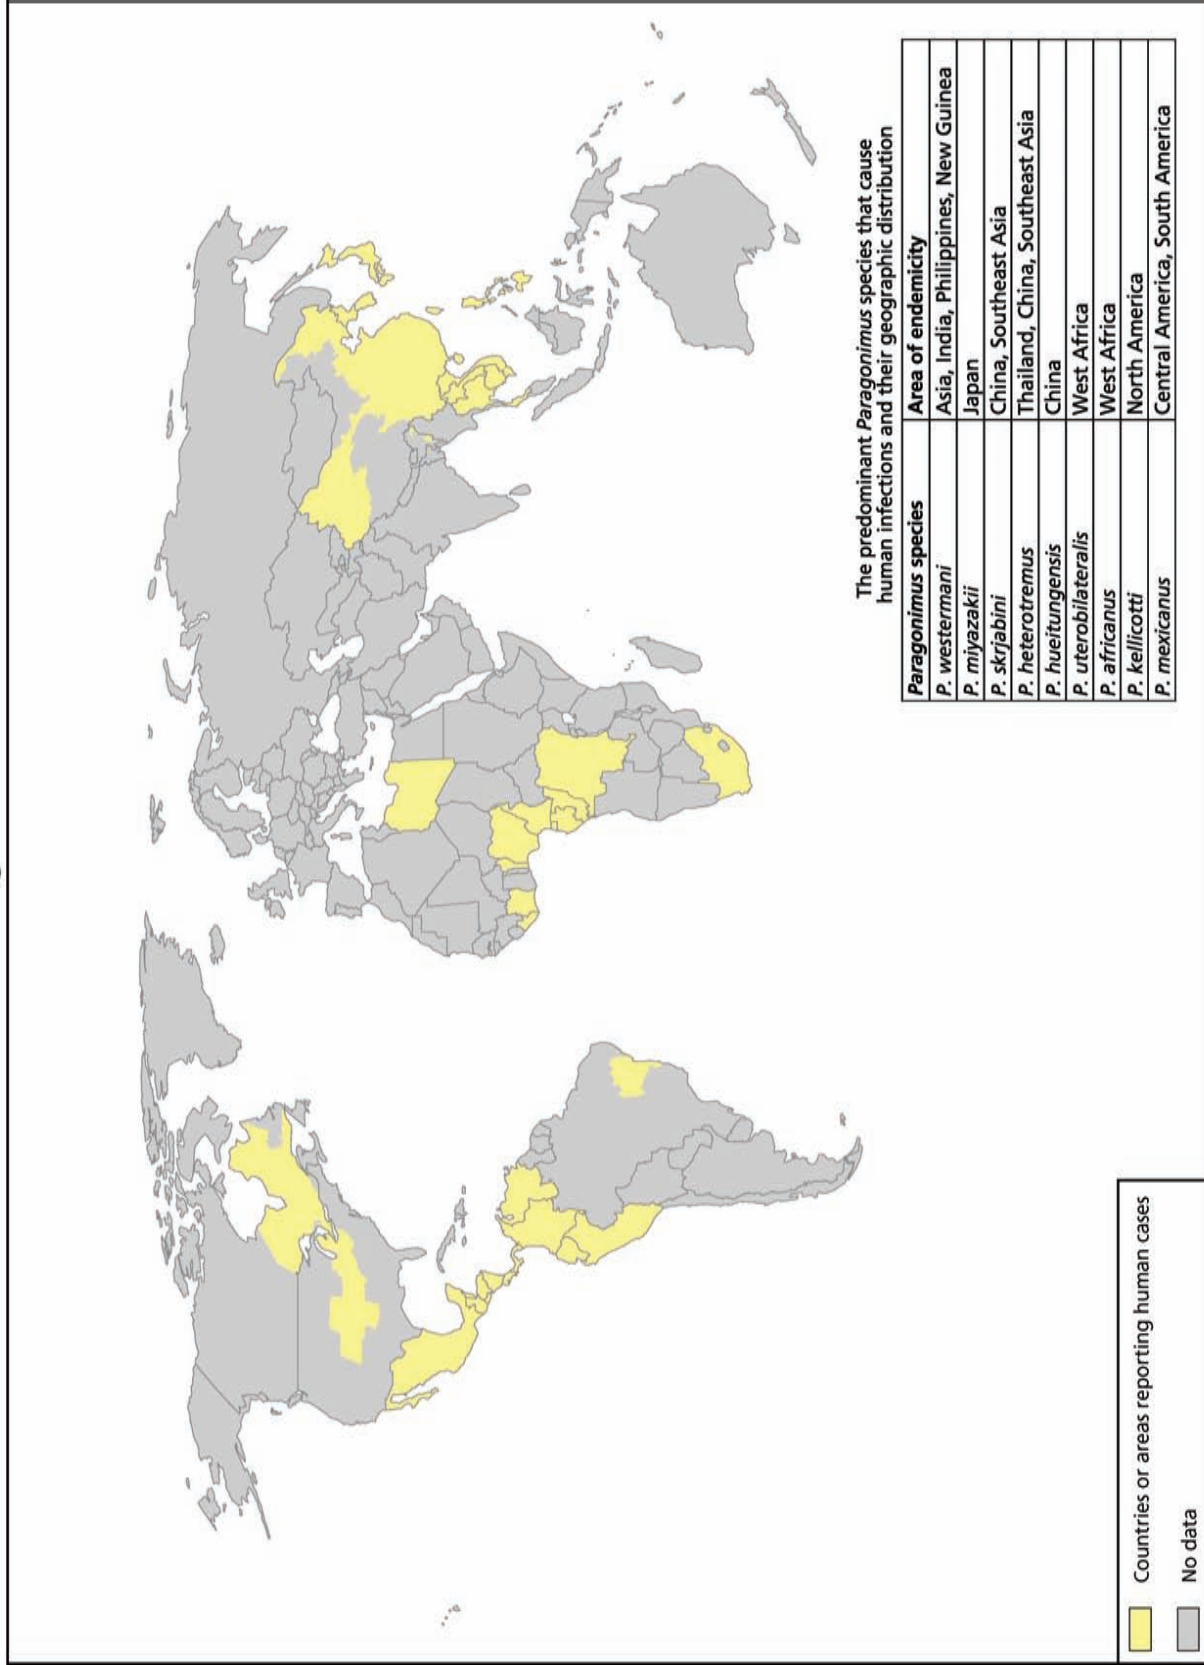 The predominant Paragonimus species that cause
human infections and their geographic distribution
Paragonimus species Area of endemicity
P. westermani Asia, India, Philippines, New Guinea
P. miyazakii Japan
P. skrjabini China, Southeast Asia
P. heterotremus Thailand, China, Southeast Asia
P. hueitungensis China
P. uterobilateralis West Africa
P. africanus West Africa
P. kellicotti North America
P. mexicanus Central America, South America
Countries or areas reporting human cases
No data